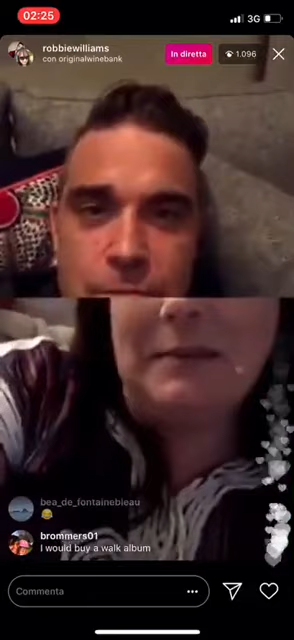 02:25
3G
robbiewilliams
con originalwinebank
In diretta
1.096
bea_de_fontainebleau
😂
brommers01
I would buy a walk album
Commenta